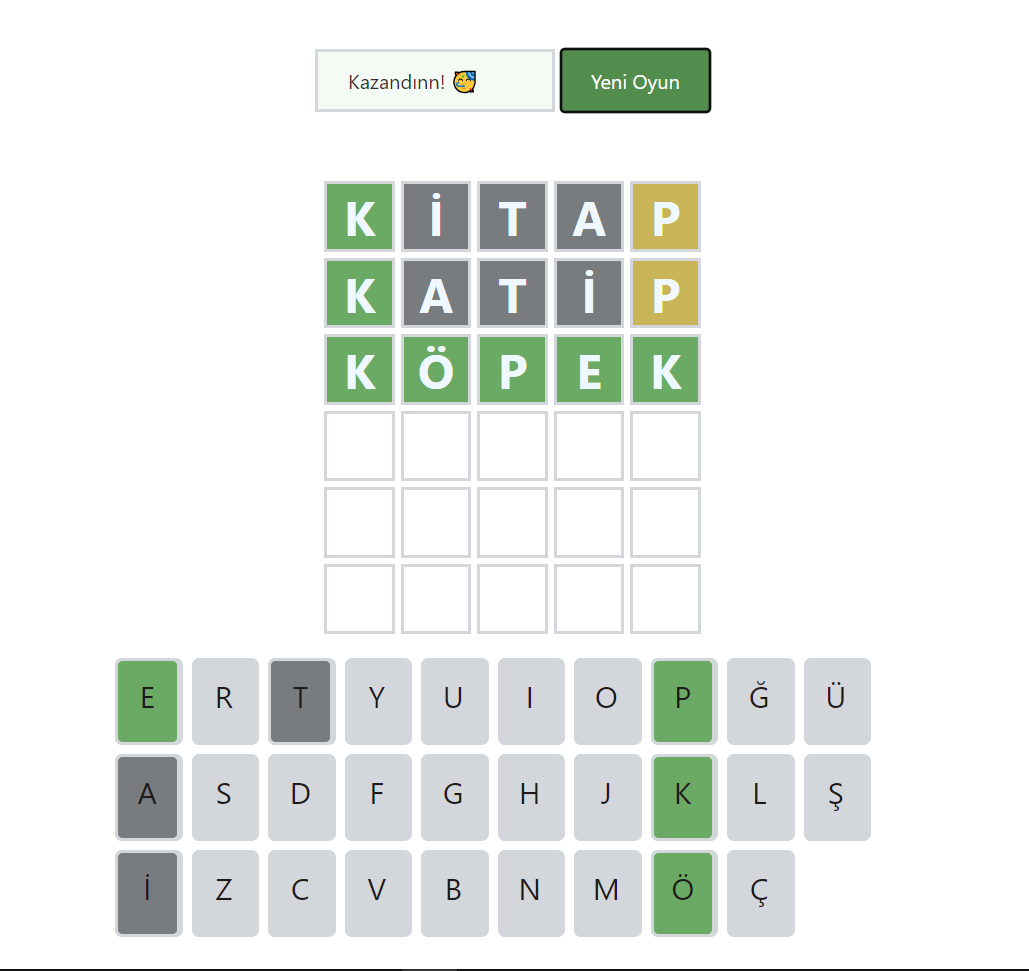 Kazandınn! 🥳 Yeni Oyun
K İ T A P
K A T İ P
K Ö P E K
E R T Y U I O P Ğ Ü
A S D F G H J K L Ş
İ Z C V B N M Ö Ç